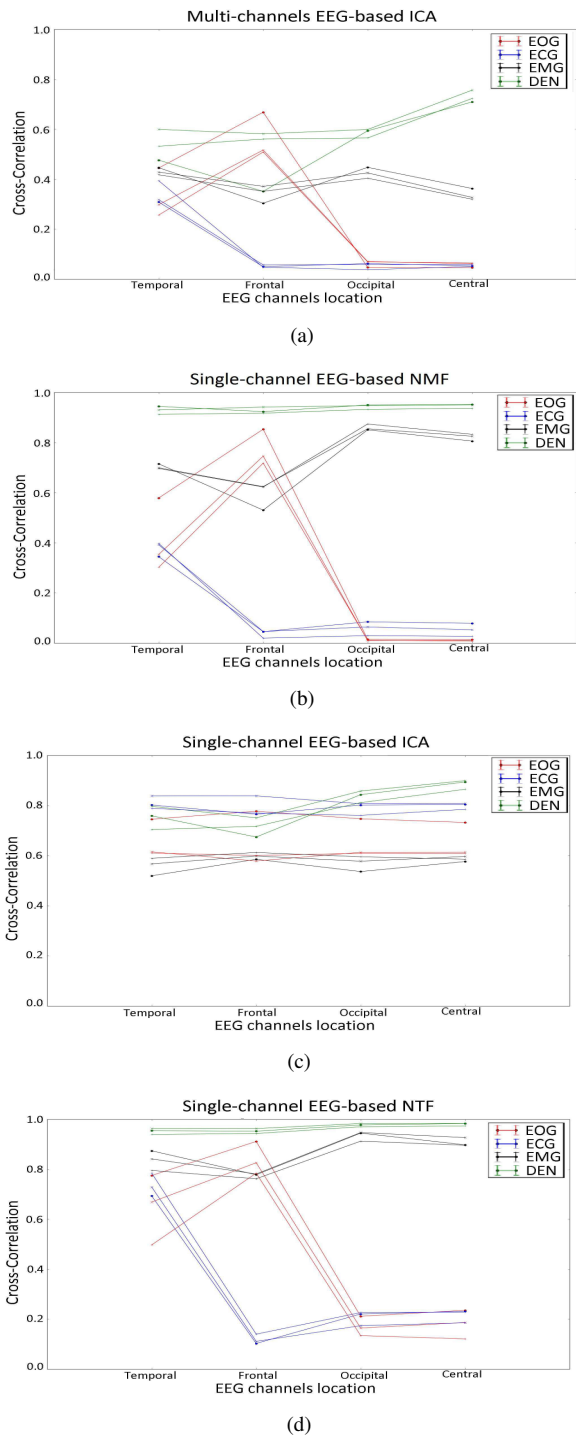 Multi-channels EEG-based ICA
1.0
0.8
0.6
0.4
0.2
0.0
Cross-Correlation
EOG
ECG
EMG
DEN
Temporal Frontal Occipital Central
EEG channels location
(a)
Single-channel EEG-based NMF
1.0
0.8
0.6
0.4
0.2
0.0
Cross-Correlation
EOG
ECG
EMG
DEN
Temporal Frontal Occipital Central
EEG channels location
(b)
Single-channel EEG-based ICA
1.0
0.8
0.6
0.4
0.2
0.0
Cross-Correlation
EOG
ECG
EMG
DEN
Temporal Frontal Occipital Central
EEG channels location
(c)
Single-channel EEG-based NTF
1.0
0.8
0.6
0.4
0.2
0.0
Cross-Correlation
EOG
ECG
EMG
DEN
Temporal Frontal Occipital Central
EEG channels location
(d)